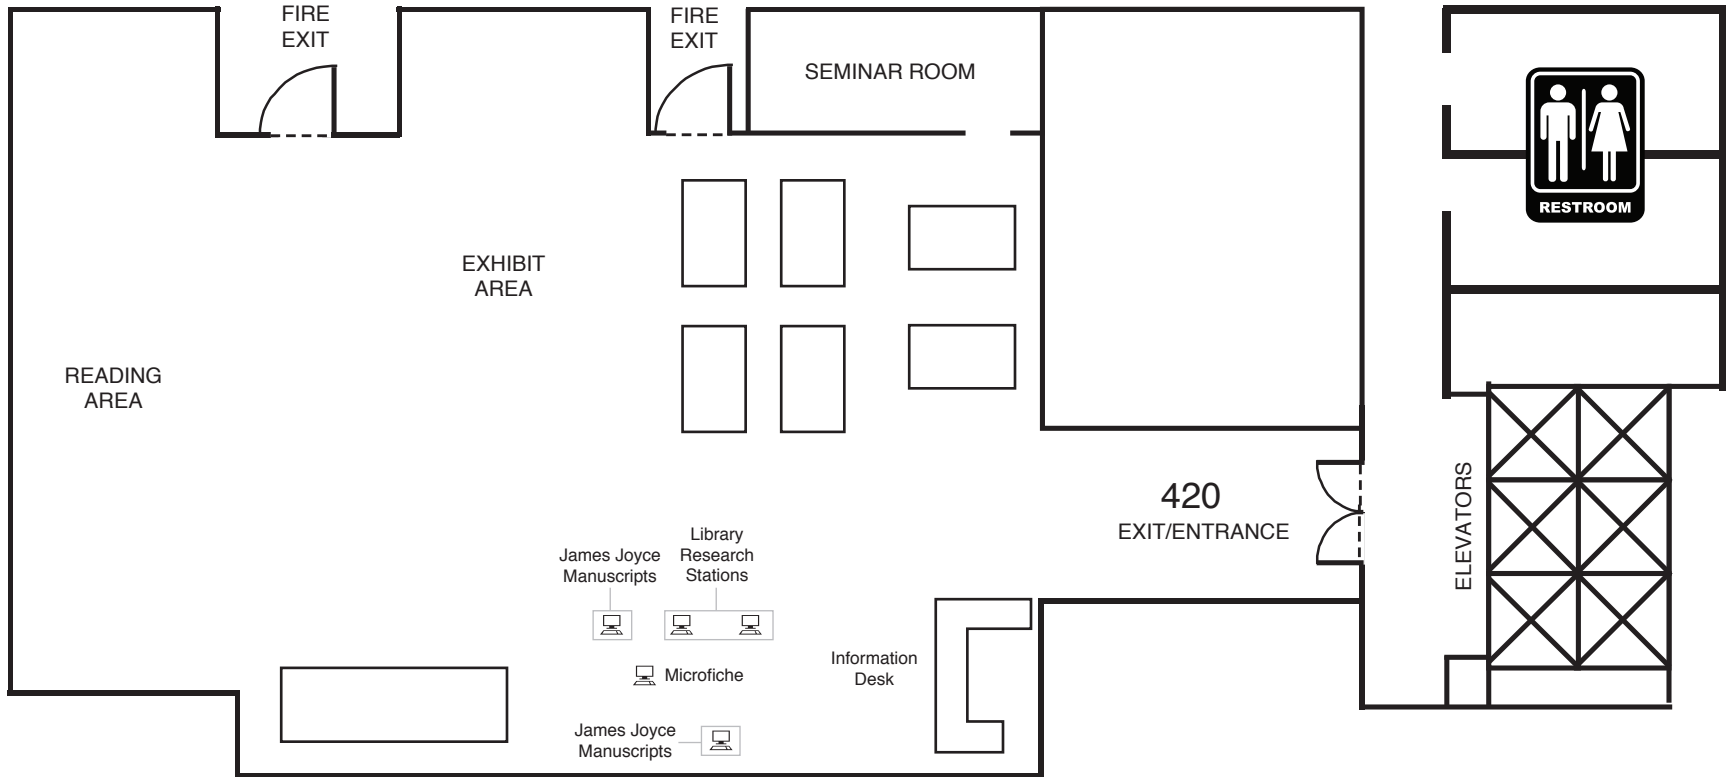 FIRE
EXIT
FIRE
EXIT
SEMINAR ROOM
RESTROOM
EXHIBIT
AREA
READING
AREA
420
EXIT/ENTRANCE
ELEVATORS
James Joyce
Manuscripts
Library
Research
Stations
Microfiche
Information
Desk
James Joyce
Manuscripts